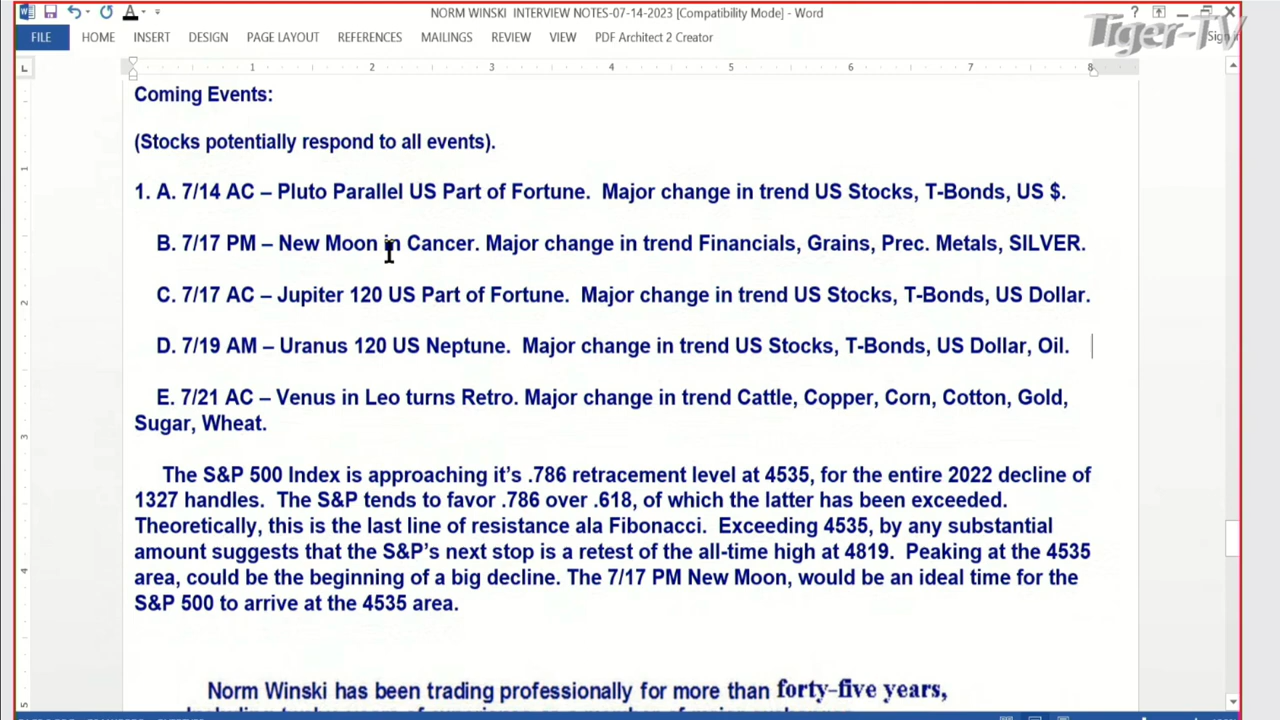 NORM WINSKI INTERVIEW NOTES-07-14-2023 [Compatibility Mode] - Word
Tiger-TV
FILE HOME INSERT DESIGN PAGE LAYOUT REFERENCES MAILINGS REVIEW VIEW PDF Architect 2 Creator Sign
1 2 3 4 5 6 7 8
Coming Events:
(Stocks potentially respond to all events).
1. A. 7/14 AC – Pluto Parallel US Part of Fortune. Major change in trend US Stocks, T-Bonds, US $.
B. 7/17 PM – New Moon in Cancer. Major change in trend Financials, Grains, Prec. Metals, SILVER.
C. 7/17 AC – Jupiter 120 US Part of Fortune. Major change in trend US Stocks, T-Bonds, US Dollar.
D. 7/19 AM – Uranus 120 US Neptune. Major change in trend US Stocks, T-Bonds, US Dollar, Oil.
E. 7/21 AC – Venus in Leo turns Retro. Major change in trend Cattle, Copper, Corn, Cotton, Gold,
Sugar, Wheat.
The S&P 500 Index is approaching it's .786 retracement level at 4535, for the entire 2022 decline of
1327 handles. The S&P tends to favor .786 over .618, of which the latter has been exceeded.
Theoretically, this is the last line of resistance ala Fibonacci. Exceeding 4535, by any substantial
amount suggests that the S&P's next stop is a retest of the all-time high at 4819. Peaking at the 4535
area, could be the beginning of a big decline. The 7/17 PM New Moon, would be an ideal time for the
S&P 500 to arrive at the 4535 area.
Norm Winski has been trading professionally for more than forty-five years,